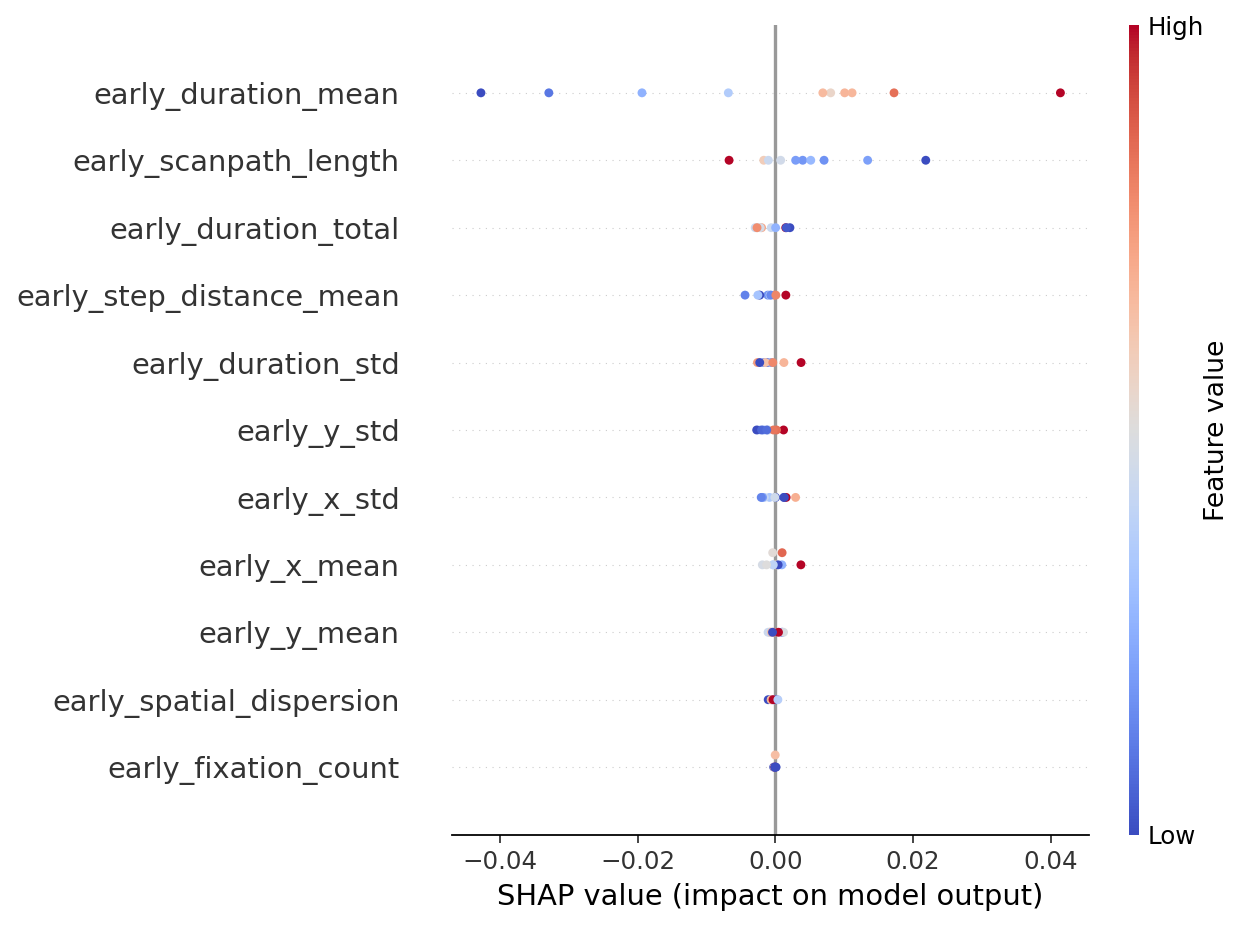 High
early_duration_mean
early_scanpath_length
early_duration_total
early_step_distance_mean
early_duration_std
early_y_std
early_x_std
early_x_mean
early_y_mean
early_spatial_dispersion
early_fixation_count
Feature value
Low
−0.04 −0.02 0.00 0.02 0.04
SHAP value (impact on model output)